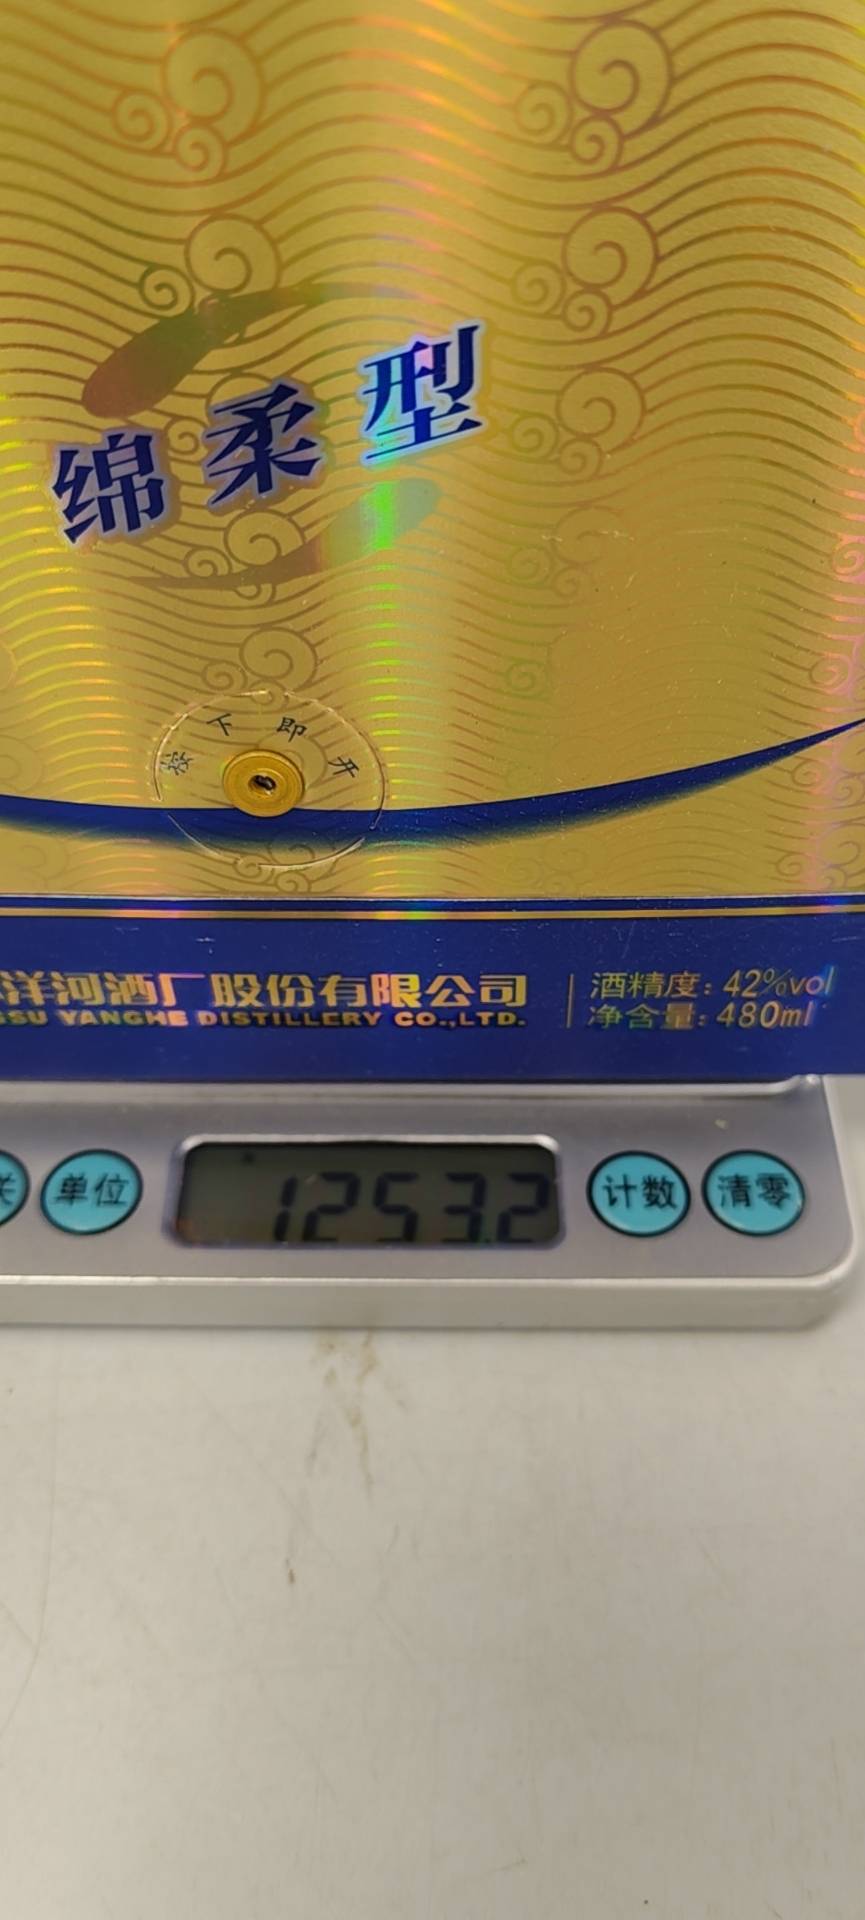 绵柔型
按下即开
洋河酒厂股份有限公司
酒精度：42%vol
SU YANGHE DISTILLERY CO.,LTD.
净含量：480ml
关
单位
1253.2
计数
清零